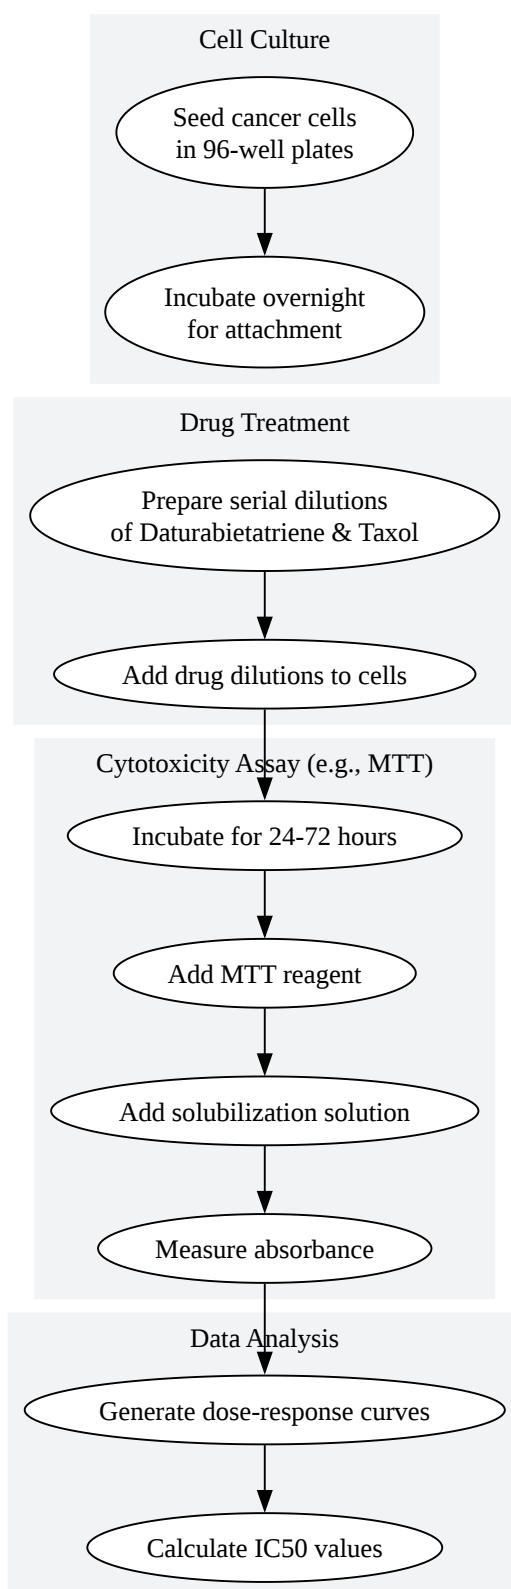 Cell Culture
Seed cancer cells
in 96-well plates
Incubate overnight
for attachment
Drug Treatment
Prepare serial dilutions
of Daturabietatriene & Taxol
Add drug dilutions to cells
Cytotoxicity Assay (e.g., MTT)
Incubate for 24-72 hours
Add MTT reagent
Add solubilization solution
Measure absorbance
Data Analysis
Generate dose-response curves
Calculate IC50 values